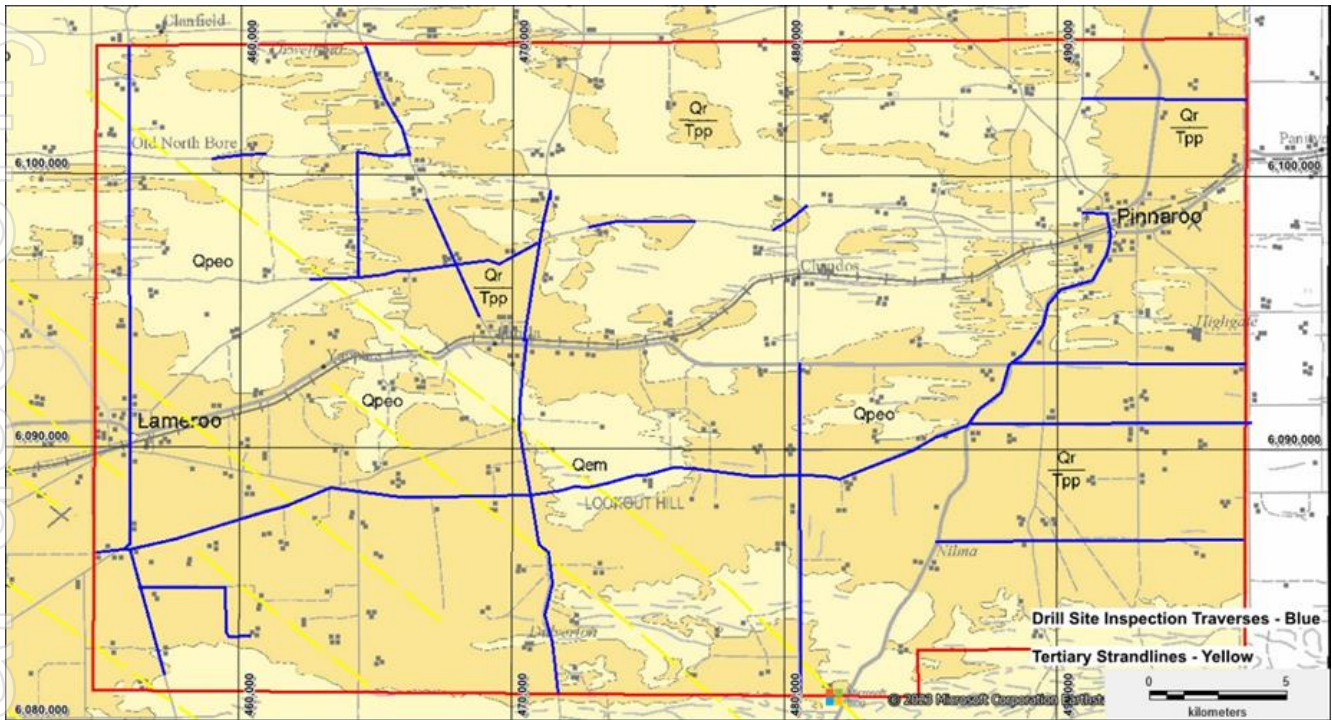 Clanfield
460,000
470,000
480,000
490,000
Qr
Tpp
Qr
Tpp
Old North Bore
6,100,000
6,100,000
Pinnaroo
Qpeo
Qr
Tpp
Chandos
Highgate
Qpeo
Lameroo
Qpeo
6,090,000
6,090,000
Qem
Qr
Tpp
LOOKOUT HILL
Nilma
Drill Site Inspection Traverses - Blue
Tertiary Strandlines - Yellow
0 5
kilometers
6,080,000
460,000
470,000
480,000
© 2023 Microsoft Corporation